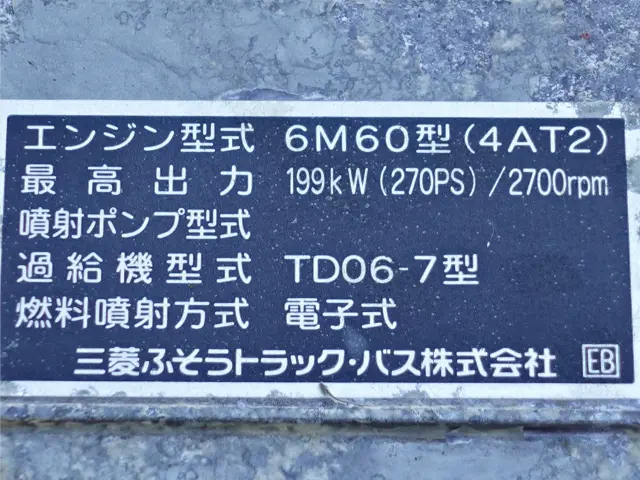 エンジン型式 6M60型(4AT2)
最高出力 199kW(270PS)/2700rpm
噴射ポンプ型式
過給機型式 TD06-7型
燃料噴射方式 電子式
三菱ふそうトラック・バス株式会社 EB